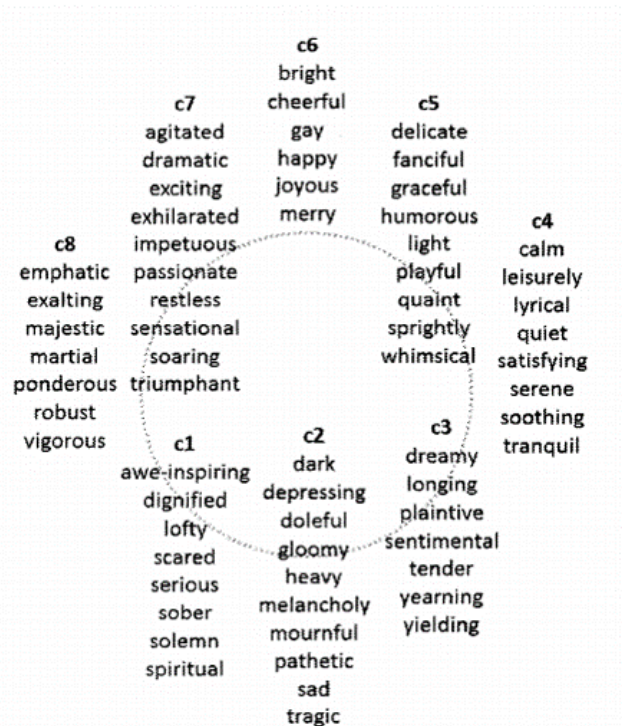 c6
bright
cheerful
gay
happy
joyous
merry
c7
agitated
dramatic
exciting
exhilarated
impetuous
passionate
restless
sensational
soaring
triumphant
c5
delicate
fanciful
graceful
humorous
light
playful
quaint
sprightly
whimsical
c4
calm
leisurely
lyrical
quiet
satisfying
serene
soothing
tranquil
c8
emphatic
exalting
majestic
martial
ponderous
robust
vigorous
c1
awe-inspiring
dignified
lofty
scared
serious
sober
solemn
spiritual
c2
dark
depressing
doleful
gloomy
heavy
melancholy
mournful
pathetic
sad
tragic
c3
dreamy
longing
plaintive
sentimental
tender
yearning
yielding